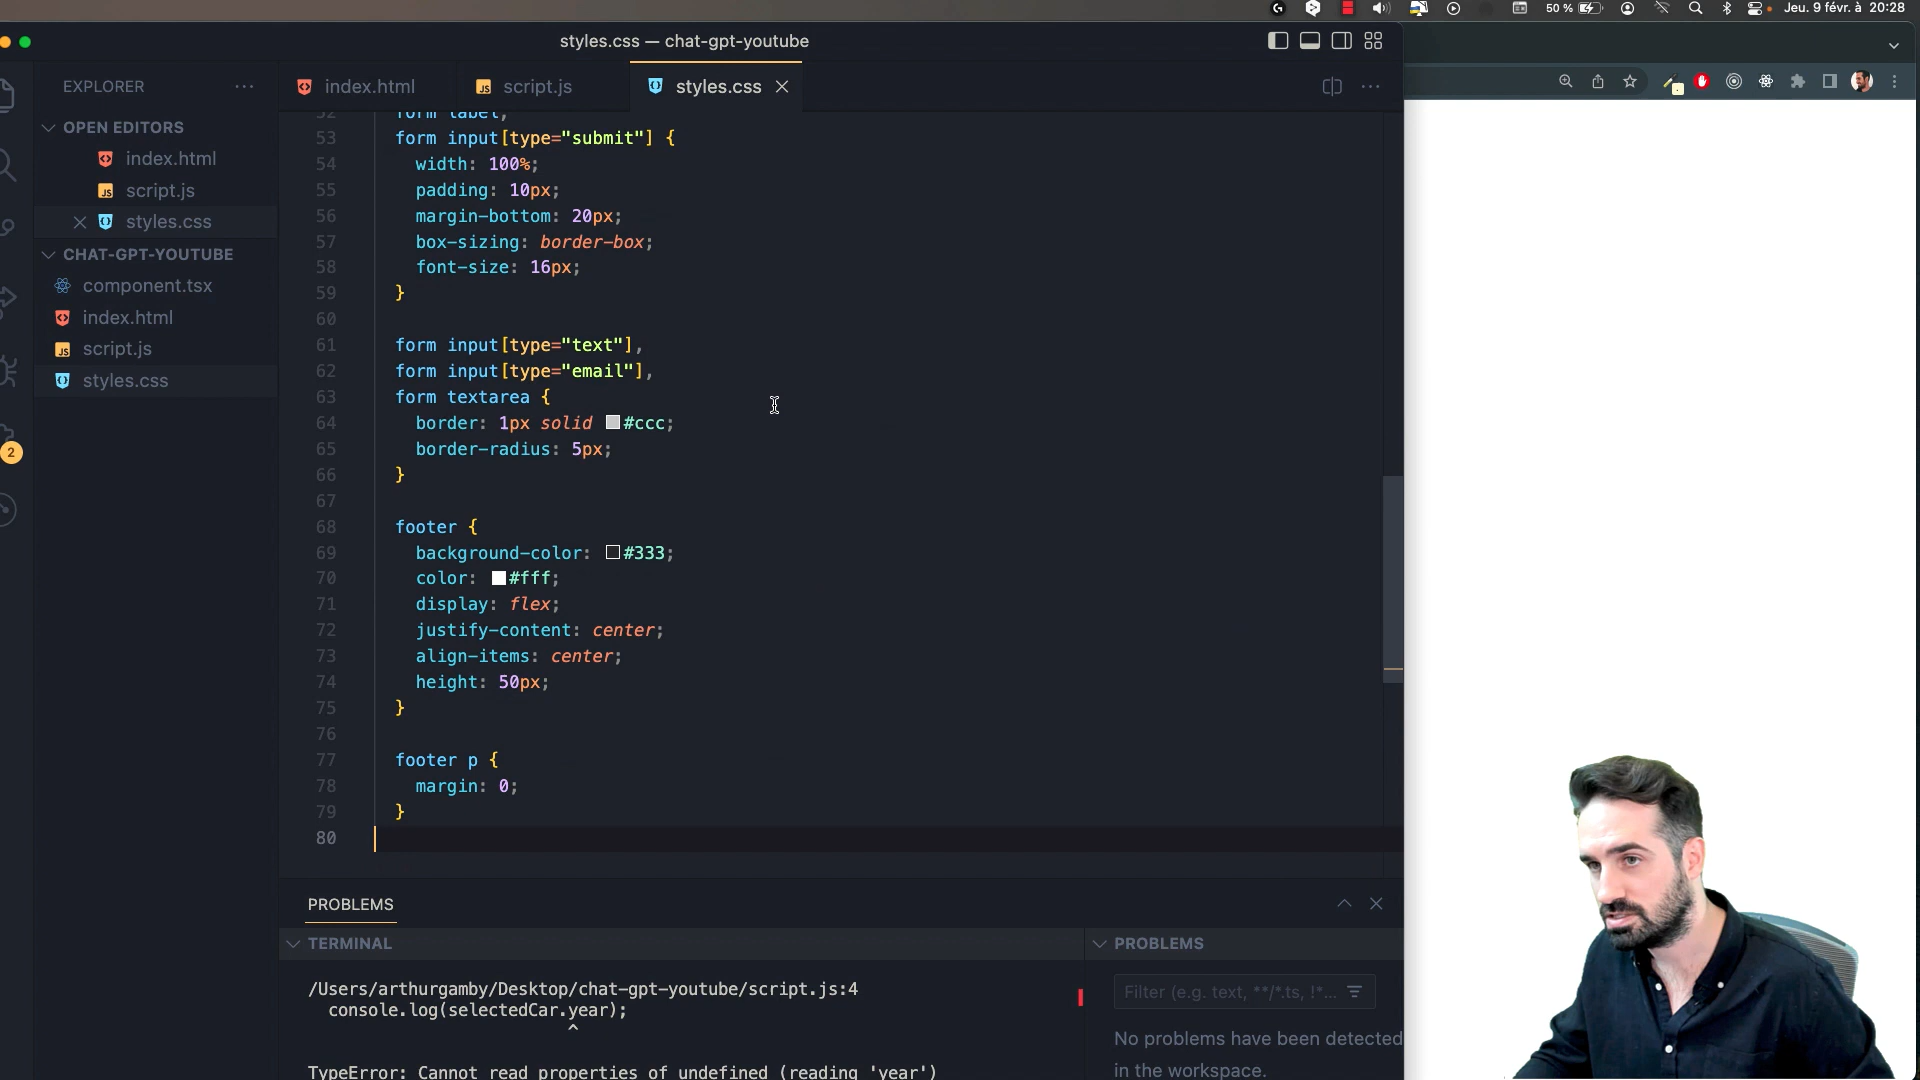 50 %
Jeu. 9 févr. à 20:28
styles.css — chat-gpt-youtube
EXPLORER
index.html
script.js
styles.css
OPEN EDITORS
index.html
script.js
styles.css
CHAT-GPT-YOUTUBE
component.tsx
index.html
script.js
styles.css
2
52 form label,
53 form input[type="submit"] {
54 width: 100%;
55 padding: 10px;
56 margin-bottom: 20px;
57 box-sizing: border-box;
58 font-size: 16px;
59 }
60
61 form input[type="text"],
62 form input[type="email"],
63 form textarea {
64 border: 1px solid #ccc;
65 border-radius: 5px;
66 }
67
68 footer {
69 background-color: #333;
70 color: #fff;
71 display: flex;
72 justify-content: center;
73 align-items: center;
74 height: 50px;
75 }
76
77 footer p {
78 margin: 0;
79 }
80
PROBLEMS
TERMINAL
/Users/arthurgamby/Desktop/chat-gpt-youtube/script.js:4
console.log(selectedCar.year);
^
TypeError: Cannot read properties of undefined (reading 'year')
PROBLEMS
Filter (e.g. text, **/*.ts, !*...
No problems have been detected
in the workspace.